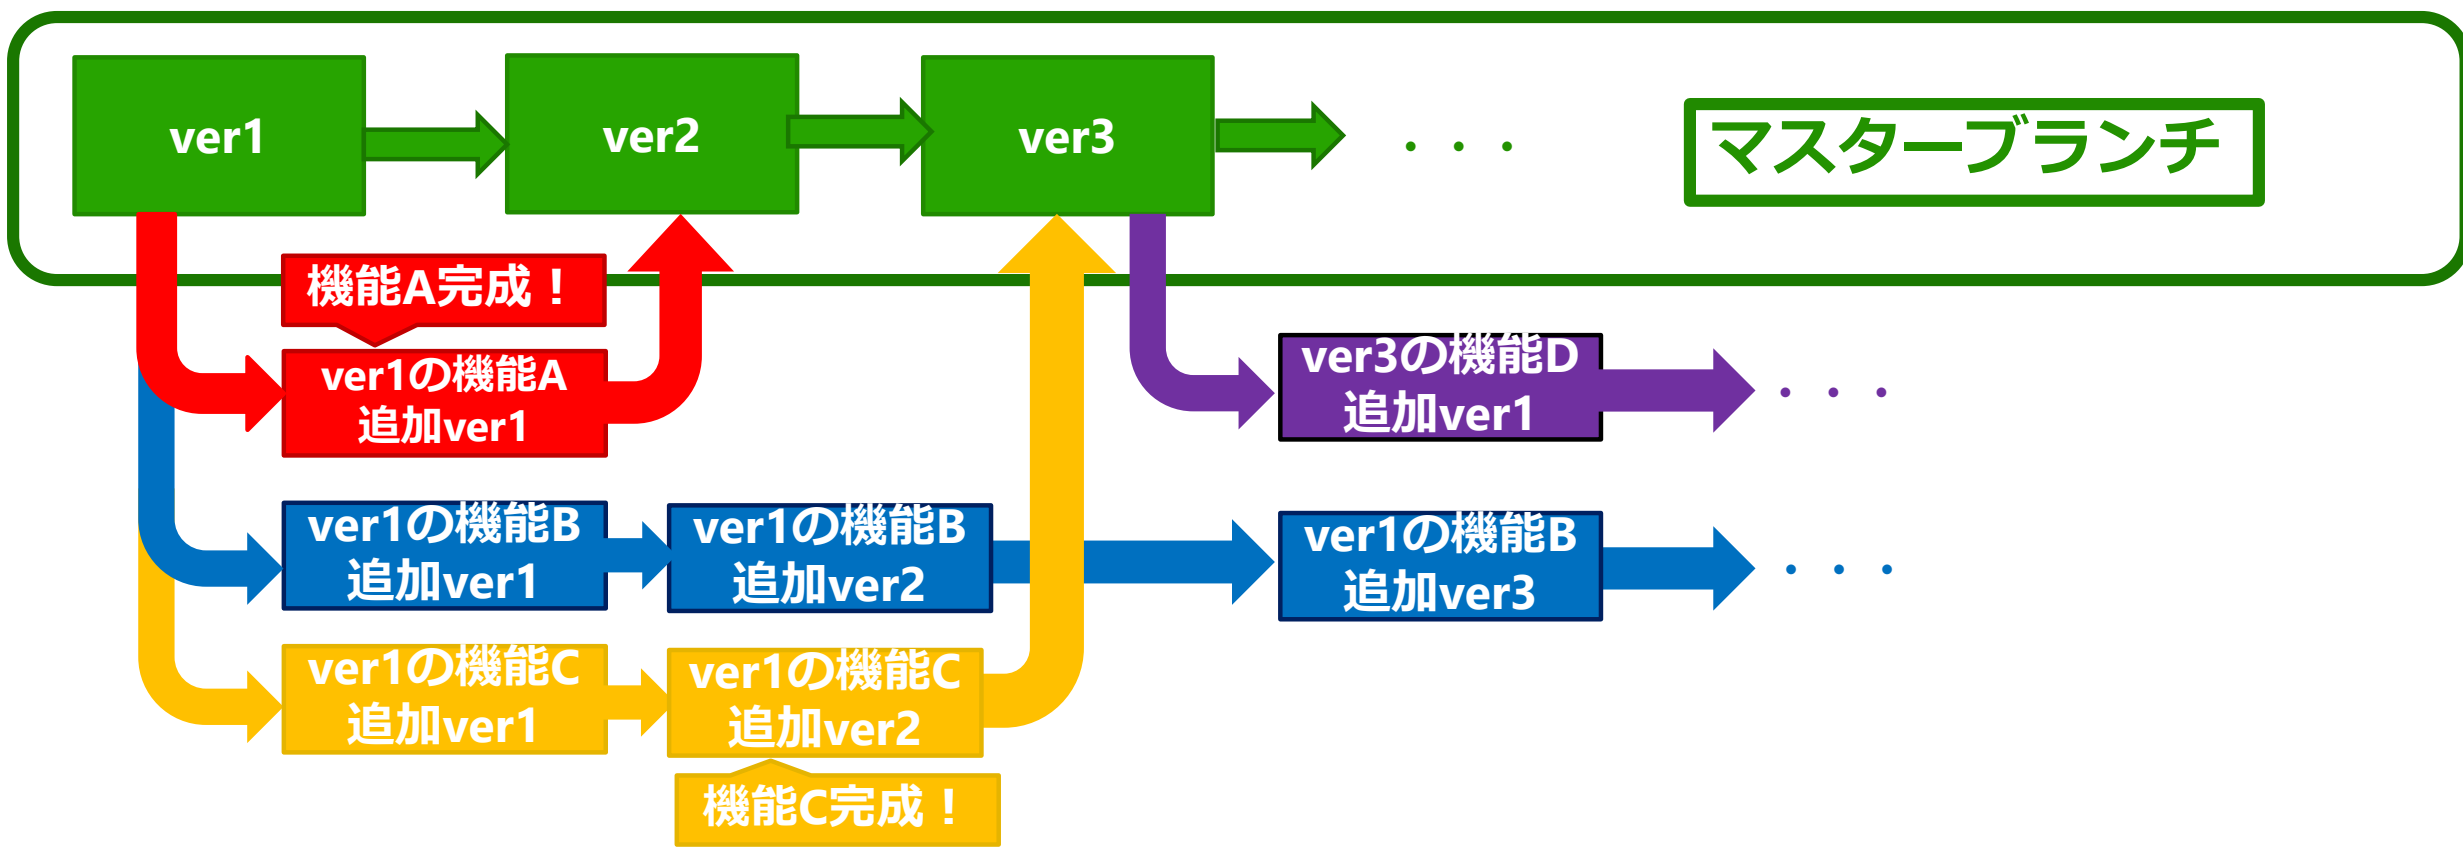 ver1
ver2
ver3
・・・
マスターブランチ
機能A完成！
ver1の機能A
追加ver1
ver3の機能D
追加ver1
・・・
ver1の機能B
追加ver1
ver1の機能B
追加ver2
ver1の機能B
追加ver3
・・・
ver1の機能C
追加ver1
ver1の機能C
追加ver2
機能C完成！